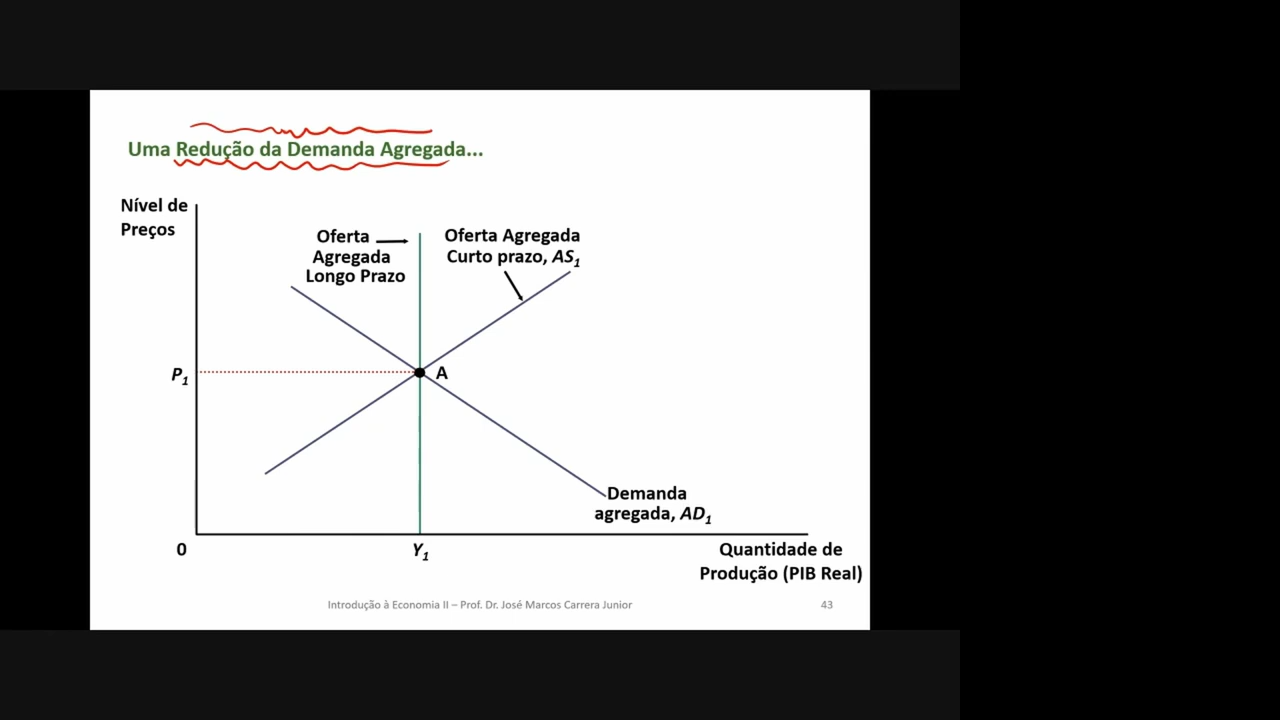 Uma Redução da Demanda Agregada...
Nível de
Preços
Oferta
Agregada
Longo Prazo
Oferta Agregada
Curto prazo, AS1
P1
A
Demanda
agregada, AD1
0
Y1
Quantidade de
Produção (PIB Real)
Introdução à Economia II – Prof. Dr. José Marcos Carrera Junior
43